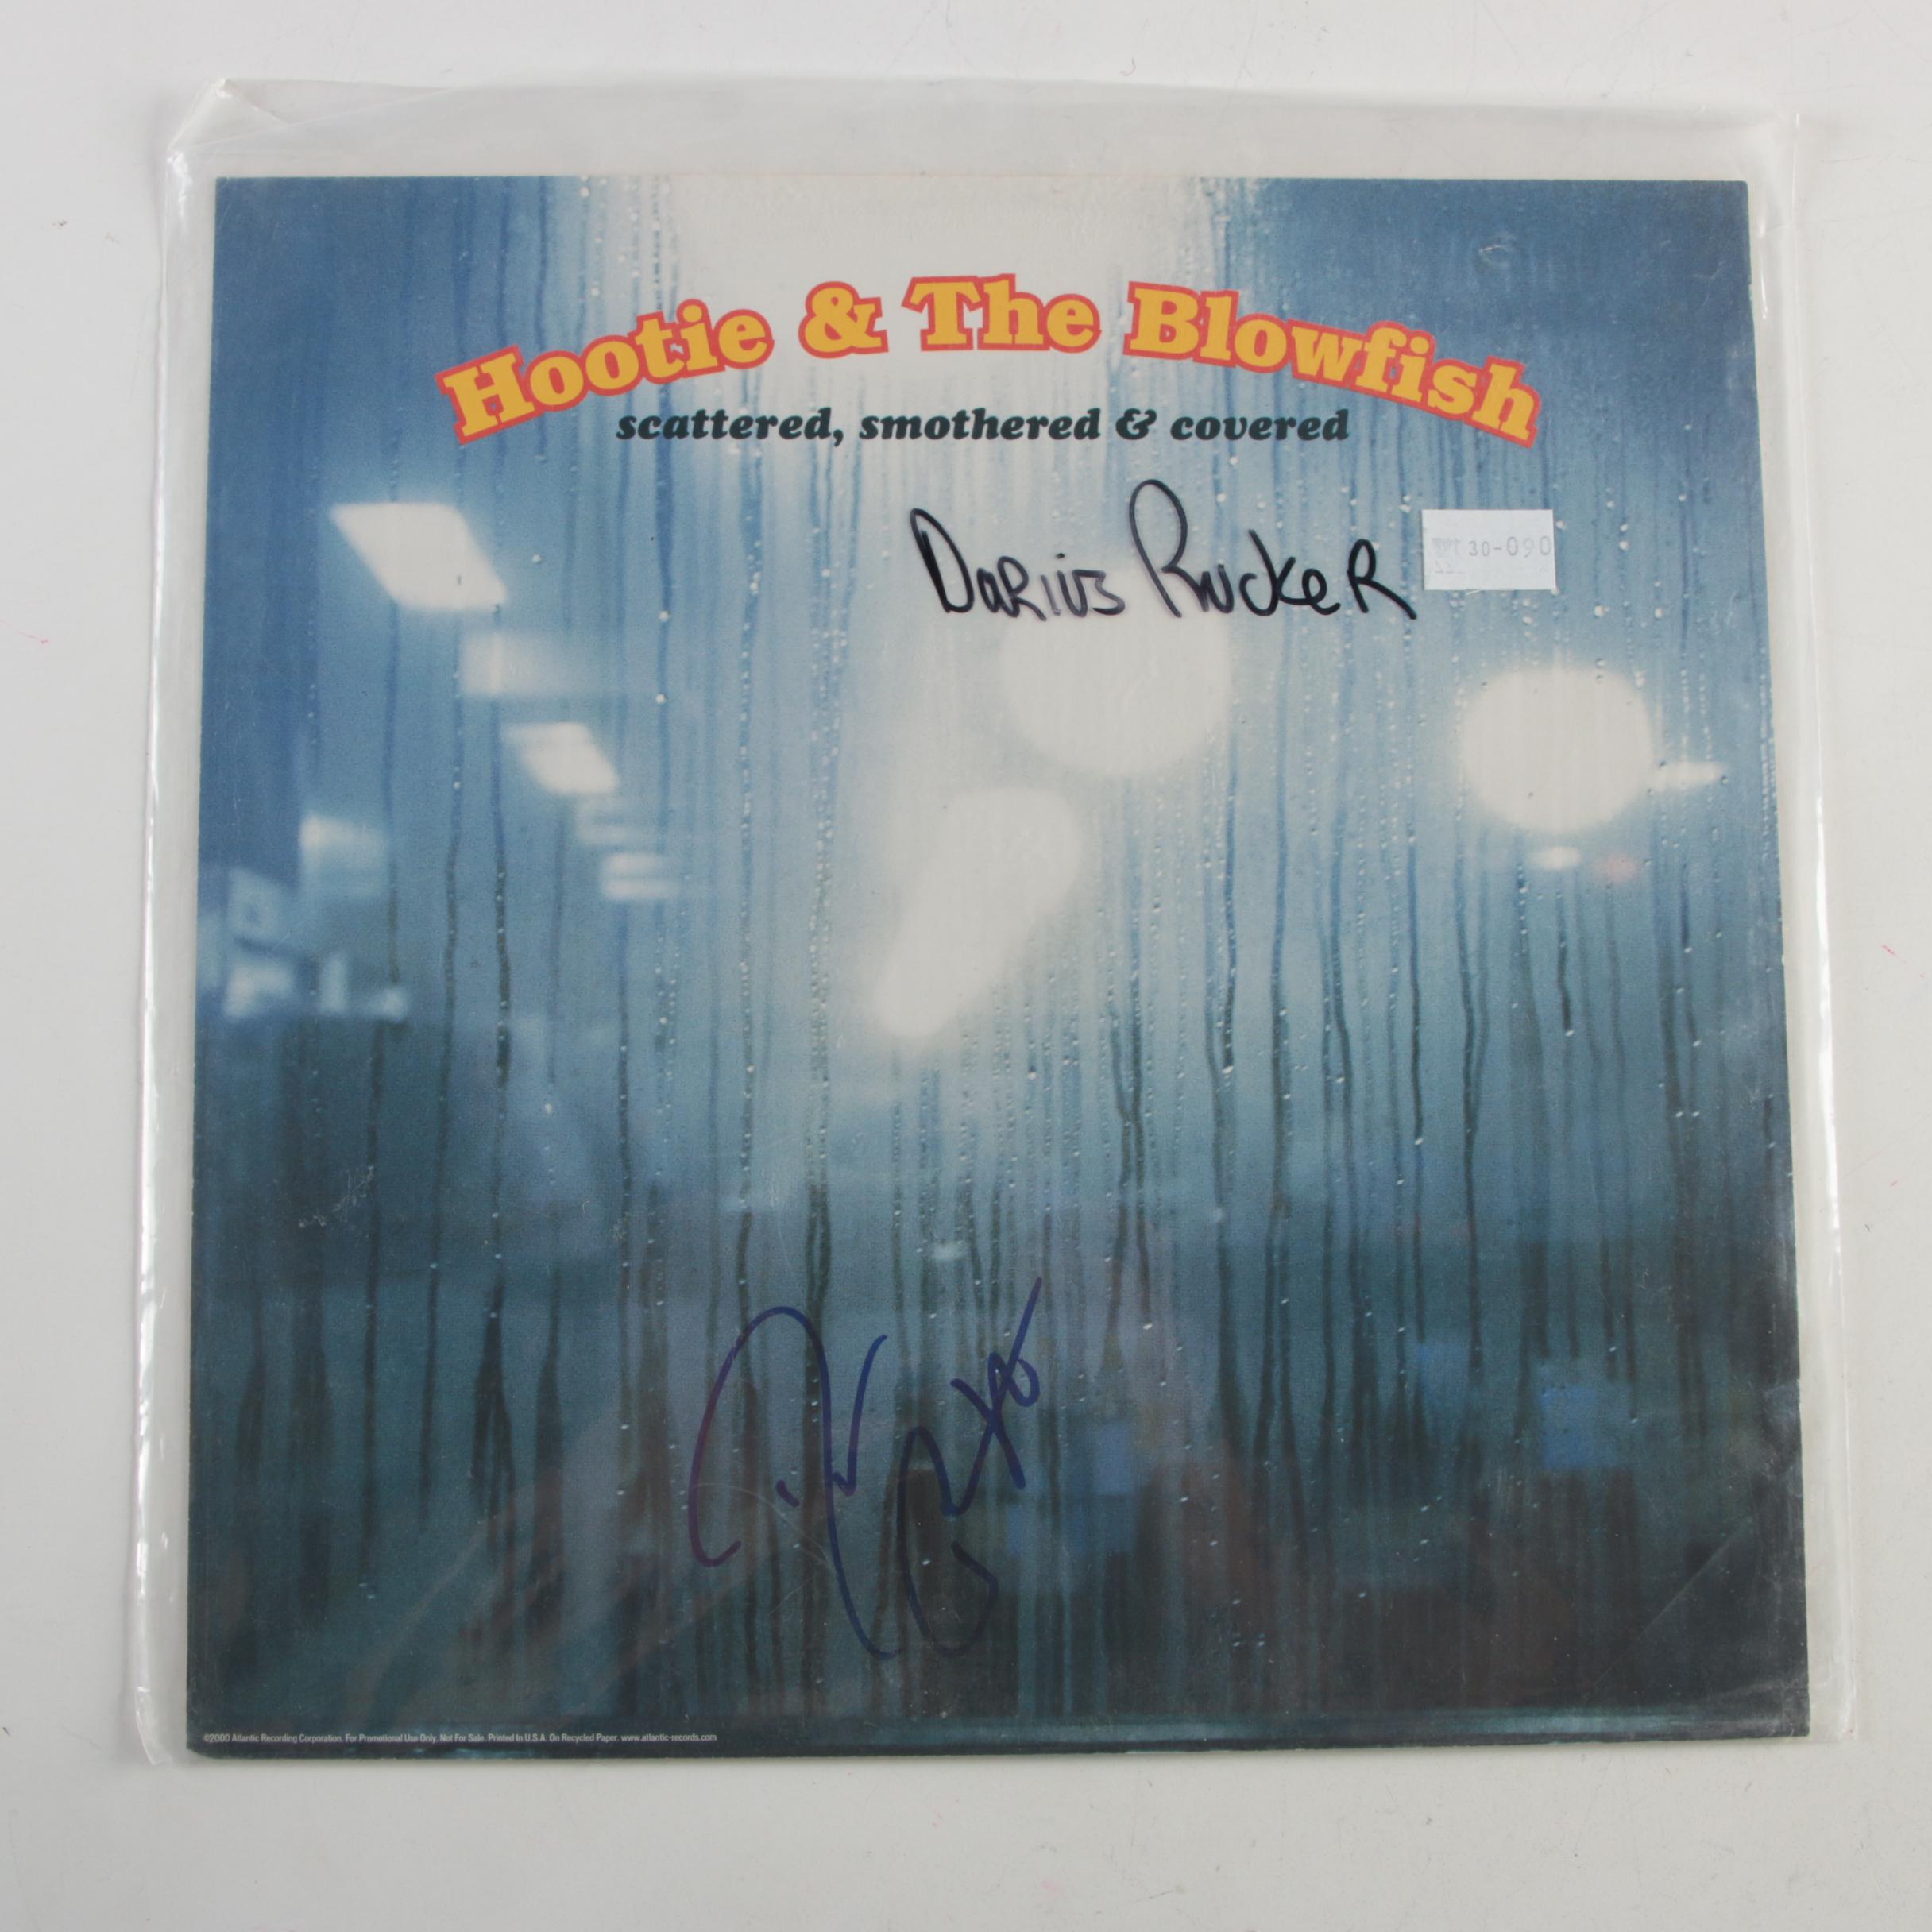 Hootie & The Blowfish
scattered, smothered & covered
Darius Rucker
30-090
©2000 Atlantic Recording Corporation. For Promotional Use Only. Not For Sale. Printed In U.S.A. On Recycled Paper. www.atlantic-records.com